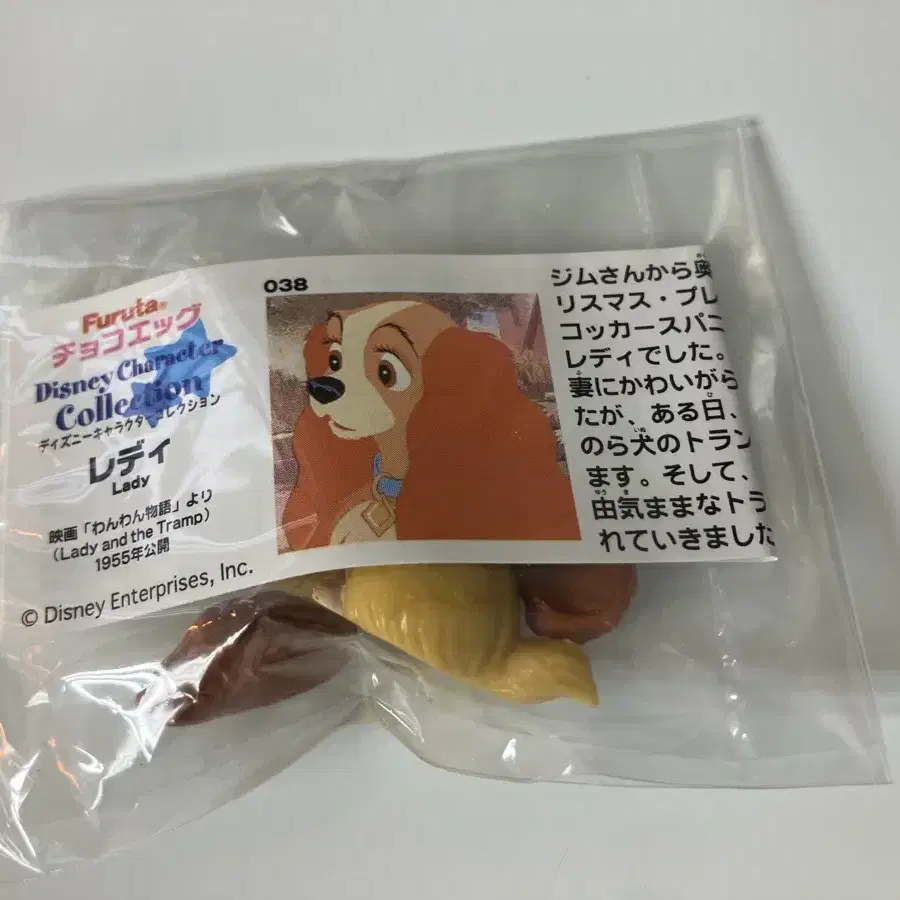 038
Furuta®
チョコエッグ
Disney Character
Collection
ディズニーキャラクターコレクション
レディ
Lady
映画「わんわん物語」より
(Lady and the Tramp)
1955年公開
© Disney Enterprises, Inc.
ジムさんから奥
リスマス・プレ
コッカースパニ
レディでした。
妻にかわいがら
たが、ある日、
のら犬のトラン
ます。そして、
由気ままなトラ
れていきました